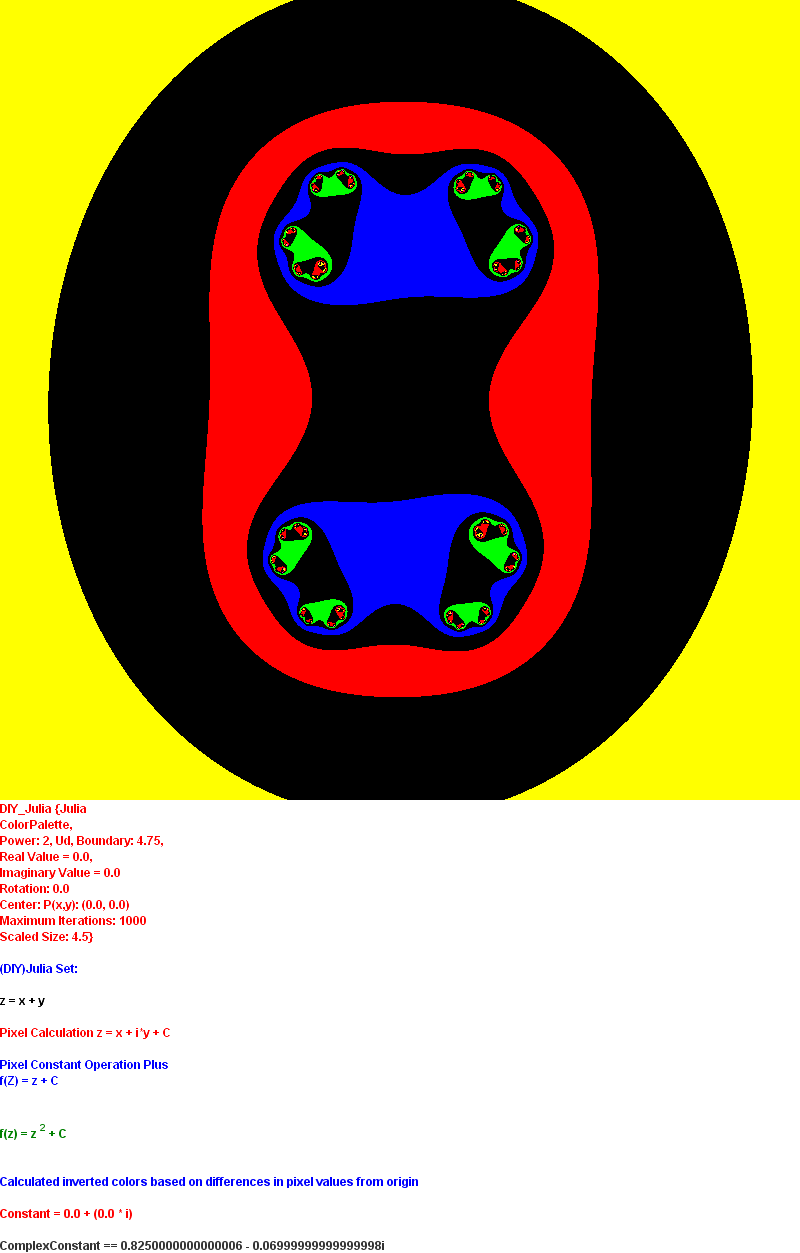 DIY_Julia {Julia
ColorPalette,
Power: 2, Ud, Boundary: 4.75,
Real Value = 0.0,
Imaginary Value = 0.0
Rotation: 0.0
Center: P(x,y): (0.0, 0.0)
Maximum Iterations: 1000
Scaled Size: 4.5}
(DIY)Julia Set:
z = x + y
Pixel Calculation z = x + i*y + C
Pixel Constant Operation Plus
f(Z) = z + C
f(z) = z 2 + C
Calculated inverted colors based on differences in pixel values from origin
Constant = 0.0 + (0.0 * i)
ComplexConstant == 0.8250000000000006 - 0.06999999999999998i